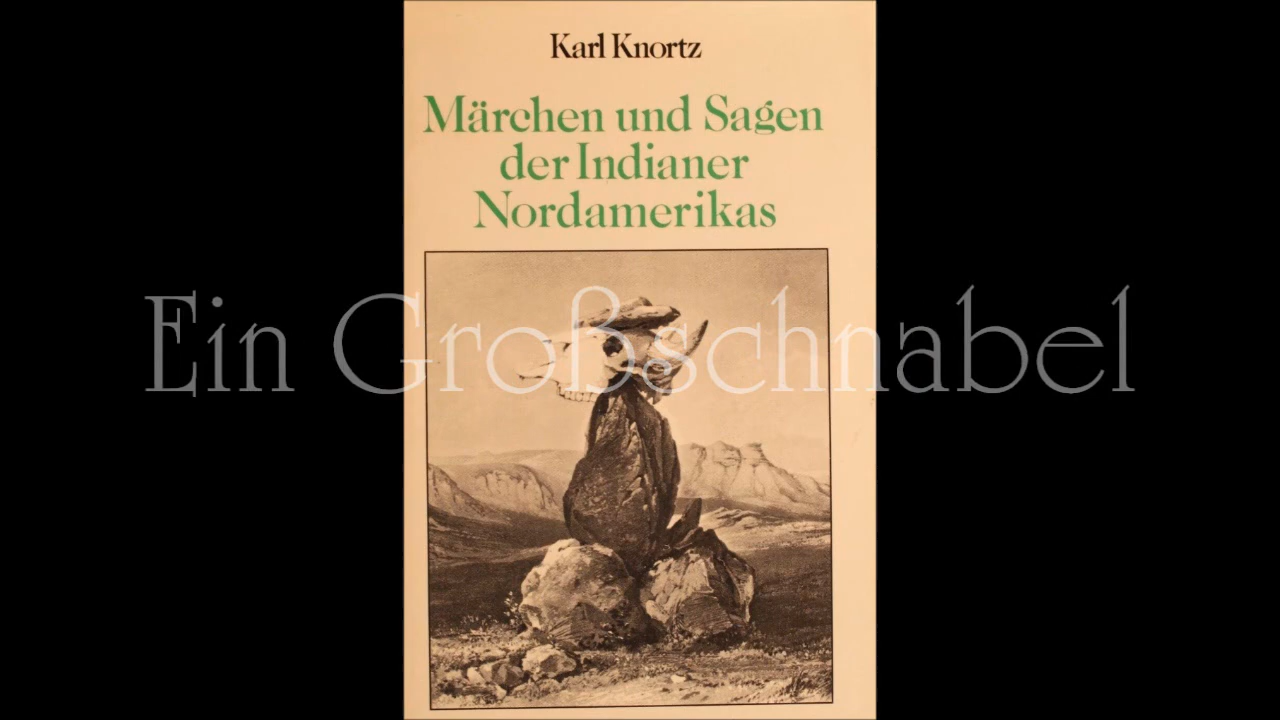 Karl Knortz
Märchen und Sagen
der Indianer
Nordamerikas
Ein Großschnabel